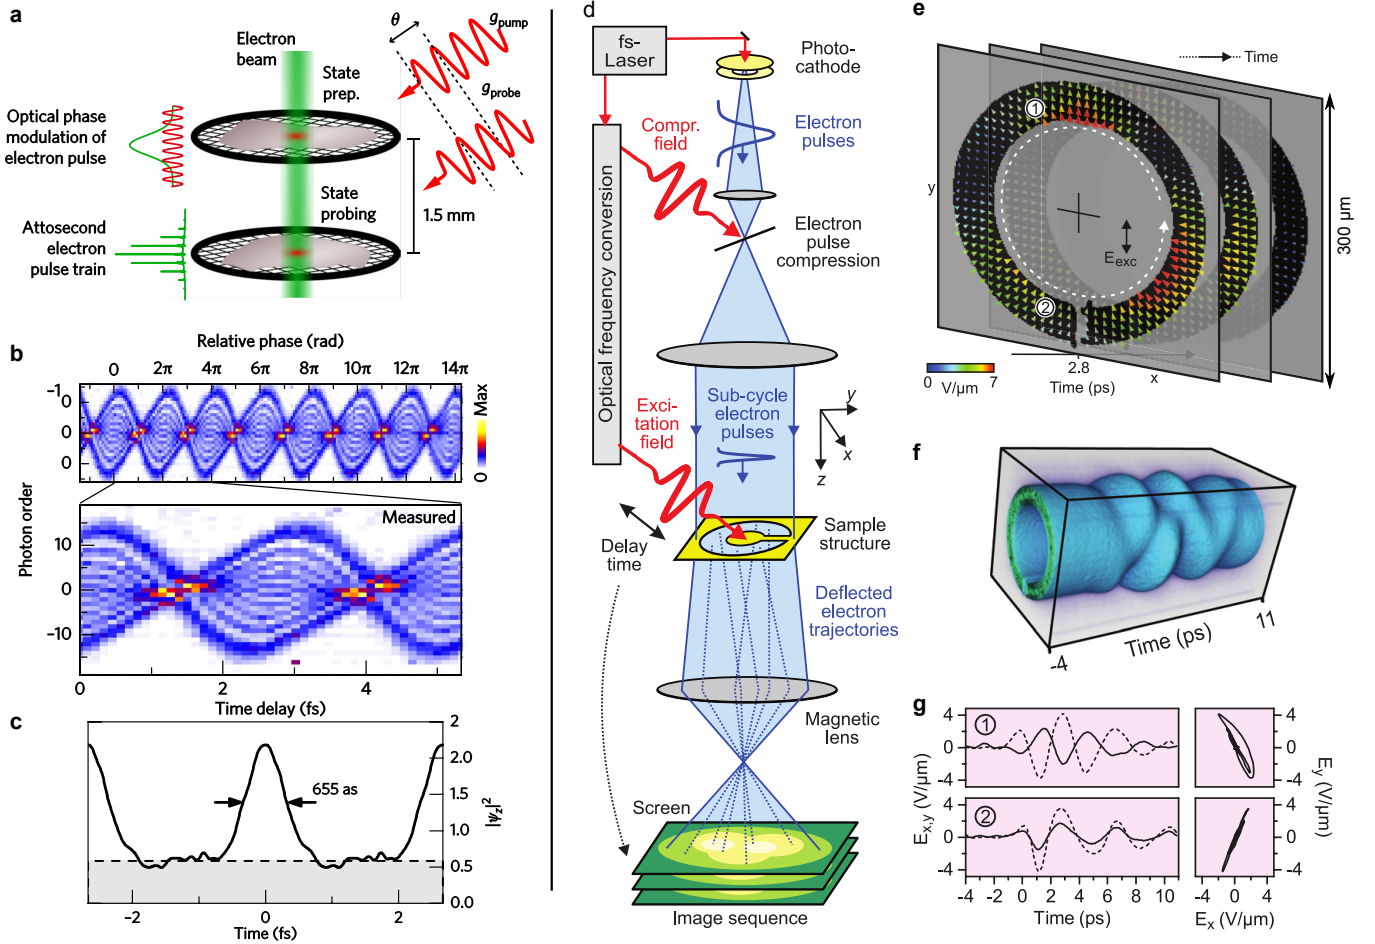 a
Electron
beam
State
prep.
θ
g_pump
g_probe
Optical phase
modulation of
electron pulse
State
probing
1.5 mm
Attosecond
electron
pulse train
b
Relative phase (rad)
0 2π 4π 6π 8π 10π 12π 14π
−1
0
0
0
Max
0
Measured
Photon order
10
0
−10
0 2 4
Time delay (fs)
c
2
2.0
1.5
1.0
0.5
0.0
655 as
|ψz|²
−2 0 2
Time (fs)
d
fs-
Laser
Photo-
cathode
Compr.
field
Electron
pulses
Optical frequency conversion
Electron
pulse
compression
Exci-
tation
field
Sub-cycle
electron
pulses
y
x
z
Sample
structure
Delay
time
Deflected
electron
trajectories
Magnetic
lens
Screen
Image sequence
e
Time
1
y
E_exc
300 µm
2
0 V/µm 7
2.8
Time (ps)
x
f
-4
Time (ps)
11
g
1
4
0
-4
4
0
-4
2
4
0
-4
4
0
-4
E_x,y (V/µm)
E_y (V/µm)
-4 -2 0 2 4 6 8 10
Time (ps)
-4 0 4
E_x (V/µm)